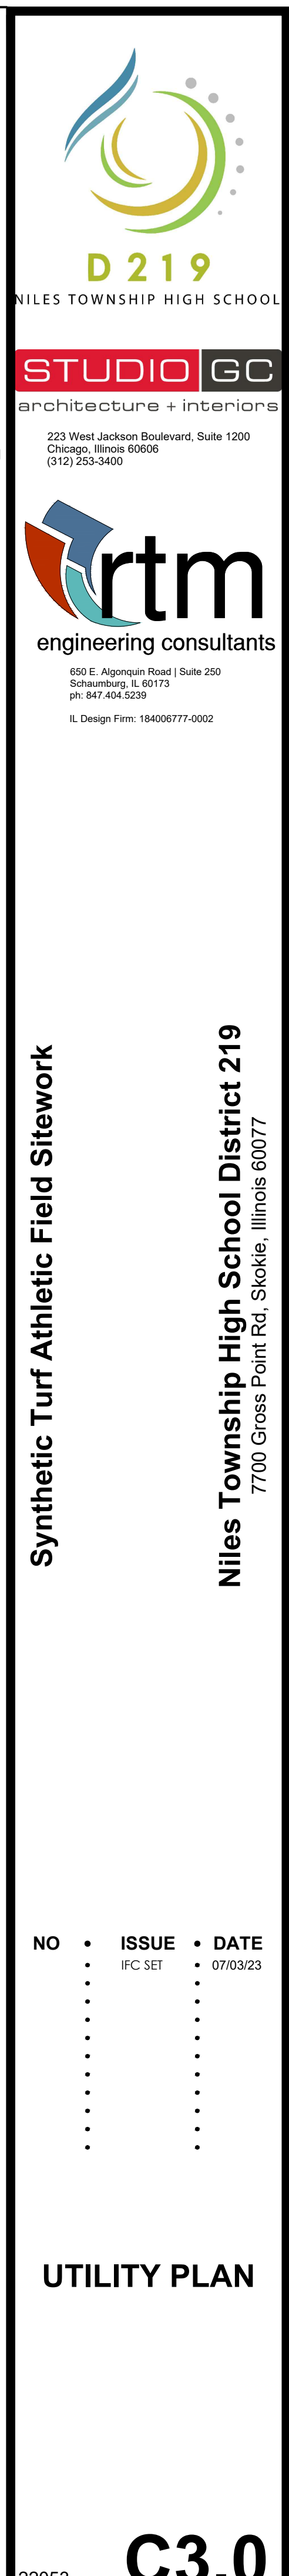 D 219
NILES TOWNSHIP HIGH SCHOOL
STUDIO GC
architecture + interiors
223 West Jackson Boulevard, Suite 1200
Chicago, Illinois 60606
(312) 253-3400
rtm
engineering consultants
650 E. Algonquin Road | Suite 250
Schaumburg, IL 60173
ph: 847.404.5239
IL Design Firm: 184006777-0002
Synthetic Turf Athletic Field Sitework
Niles Township High School District 219
7700 Gross Point Rd, Skokie, Illinois 60077
NO • ISSUE • DATE
• IFC SET • 07/03/23
UTILITY PLAN
C3.0